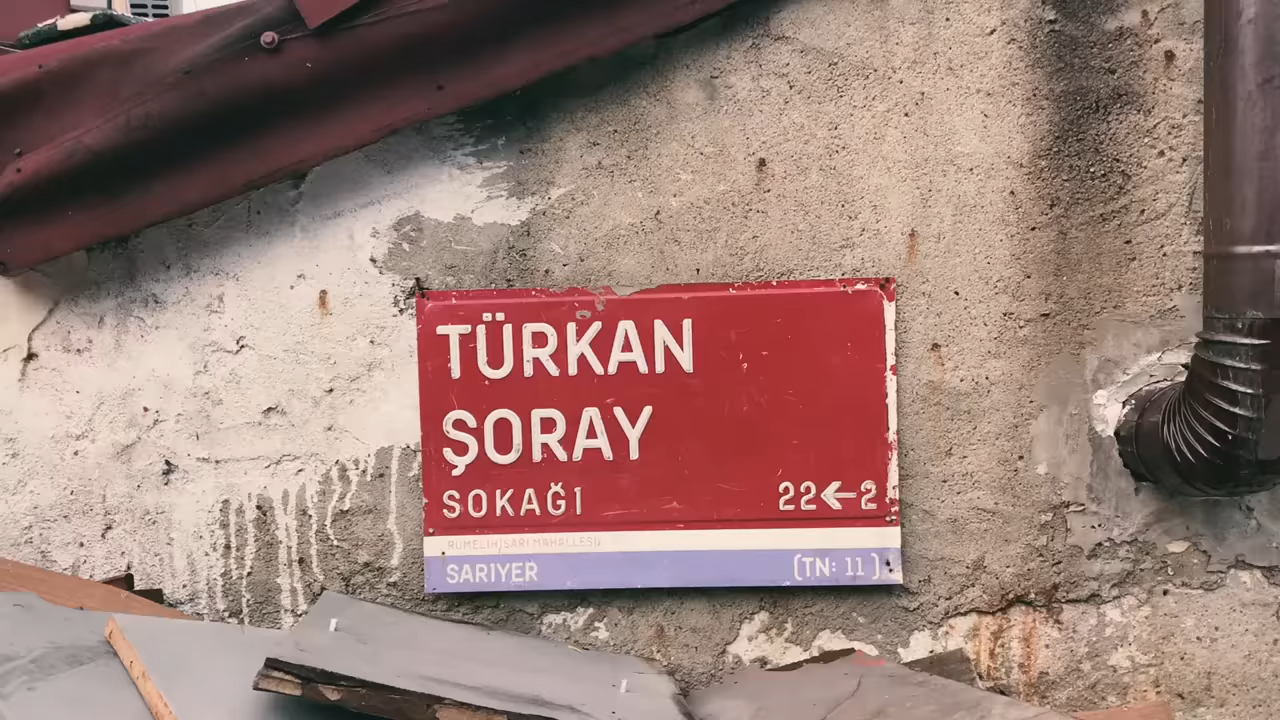 TÜRKAN
ŞORAY
SOKAĞI
22←2
RUMELİHİSARI MAHALLESİ
SARIYER
(TN: 11 )